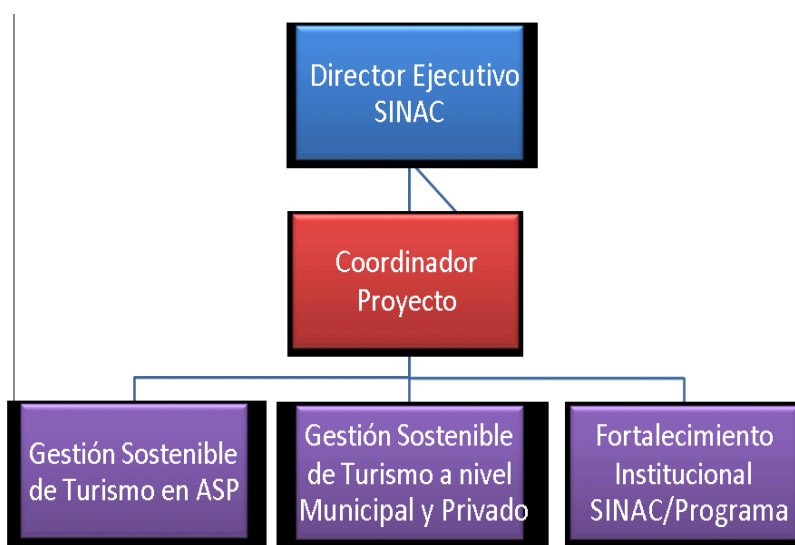 Director Ejecutivo
SINAC
Coordinador
Proyecto
Gestión Sostenible
de Turismo en ASP
Gestión Sostenible
de Turismo a nivel
Municipal y Privado
Fortalecimiento
Institucional
SINAC/Programa